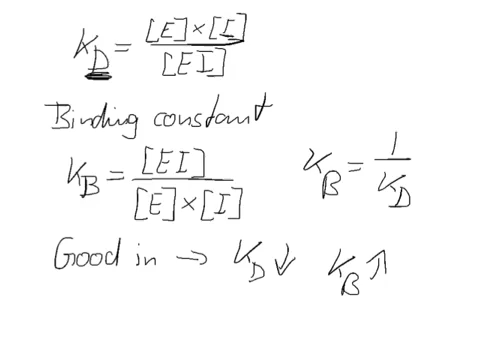 K_D = [E]×[I] / [EI]
Binding constant
K_B = [EI] / [E]×[I]   K_B = 1 / K_D
Good in → K_D ↓   K_B ↑